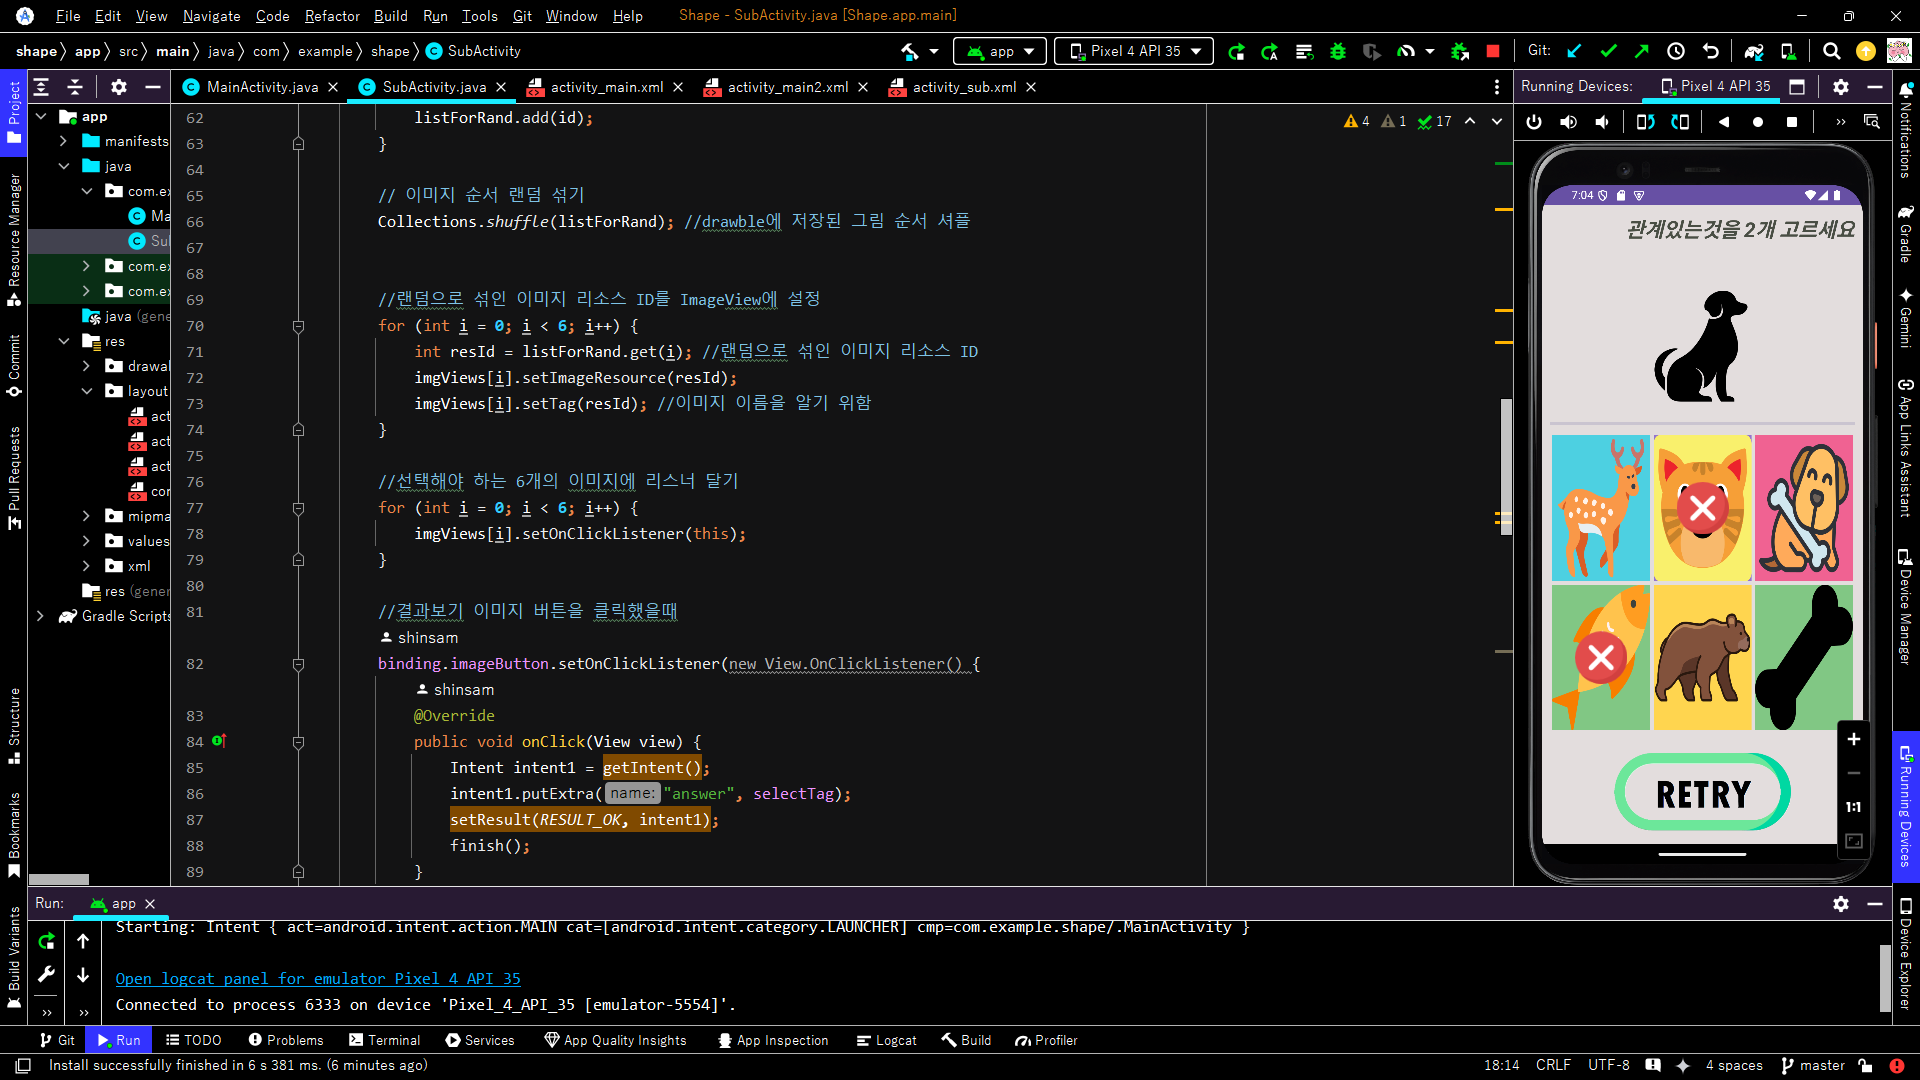 File Edit View Navigate Code Refactor Build Run Tools Git Window Help Shape - SubActivity.java [Shape.app.main]
shape app src main java com example shape SubActivity app Pixel 4 API 35 Git:
Project
Resource Manager
Commit
Pull Requests
Structure
Bookmarks
Build Variants
app
manifests
java
com.ex
Ma
Su
com.e
com.e
java (gene
res
drawa
layout
act
act
act
cor
mipma
values
xml
res (gener
Gradle Scripts
MainActivity.java SubActivity.java activity_main.xml activity_main2.xml activity_sub.xml
4 1 17
62 listForRand.add(id);
63 }
64
65 // 이미지 순서 랜덤 섞기
66 Collections.shuffle(listForRand); //drawble에 저장된 그림 순서 셔플
67
68
69 //랜덤으로 섞인 이미지 리소스 ID를 ImageView에 설정
70 for (int i = 0; i < 6; i++) {
71 int resId = listForRand.get(i); //랜덤으로 섞인 이미지 리소스 ID
72 imgViews[i].setImageResource(resId);
73 imgViews[i].setTag(resId); //이미지 이름을 알기 위함
74 }
75
76 //선택해야 하는 6개의 이미지에 리스너 달기
77 for (int i = 0; i < 6; i++) {
78 imgViews[i].setOnClickListener(this);
79 }
80
81 //결과보기 이미지 버튼을 클릭했을때
shinsam
82 binding.imageButton.setOnClickListener(new View.OnClickListener() {
shinsam
83 @Override
84 public void onClick(View view) {
85 Intent intent1 = getIntent();
86 intent1.putExtra( name: "answer", selectTag);
87 setResult(RESULT_OK, intent1);
88 finish();
89 }
Running Devices: Pixel 4 API 35
7:04
관계있는것을 2개 고르세요
RETRY
1:1
Notifications
Gradle
Gemini
App Links Assistant
Device Manager
Running Devices
Device Explorer
Run: app
Starting: Intent { act=android.intent.action.MAIN cat=[android.intent.category.LAUNCHER] cmp=com.example.shape/.MainActivity }
Open logcat panel for emulator Pixel 4 API 35
Connected to process 6333 on device 'Pixel_4_API_35 [emulator-5554]'.
Git Run TODO Problems Terminal Services App Quality Insights App Inspection Logcat Build Profiler
Install successfully finished in 6 s 381 ms. (6 minutes ago) 18:14 CRLF UTF-8 4 spaces master